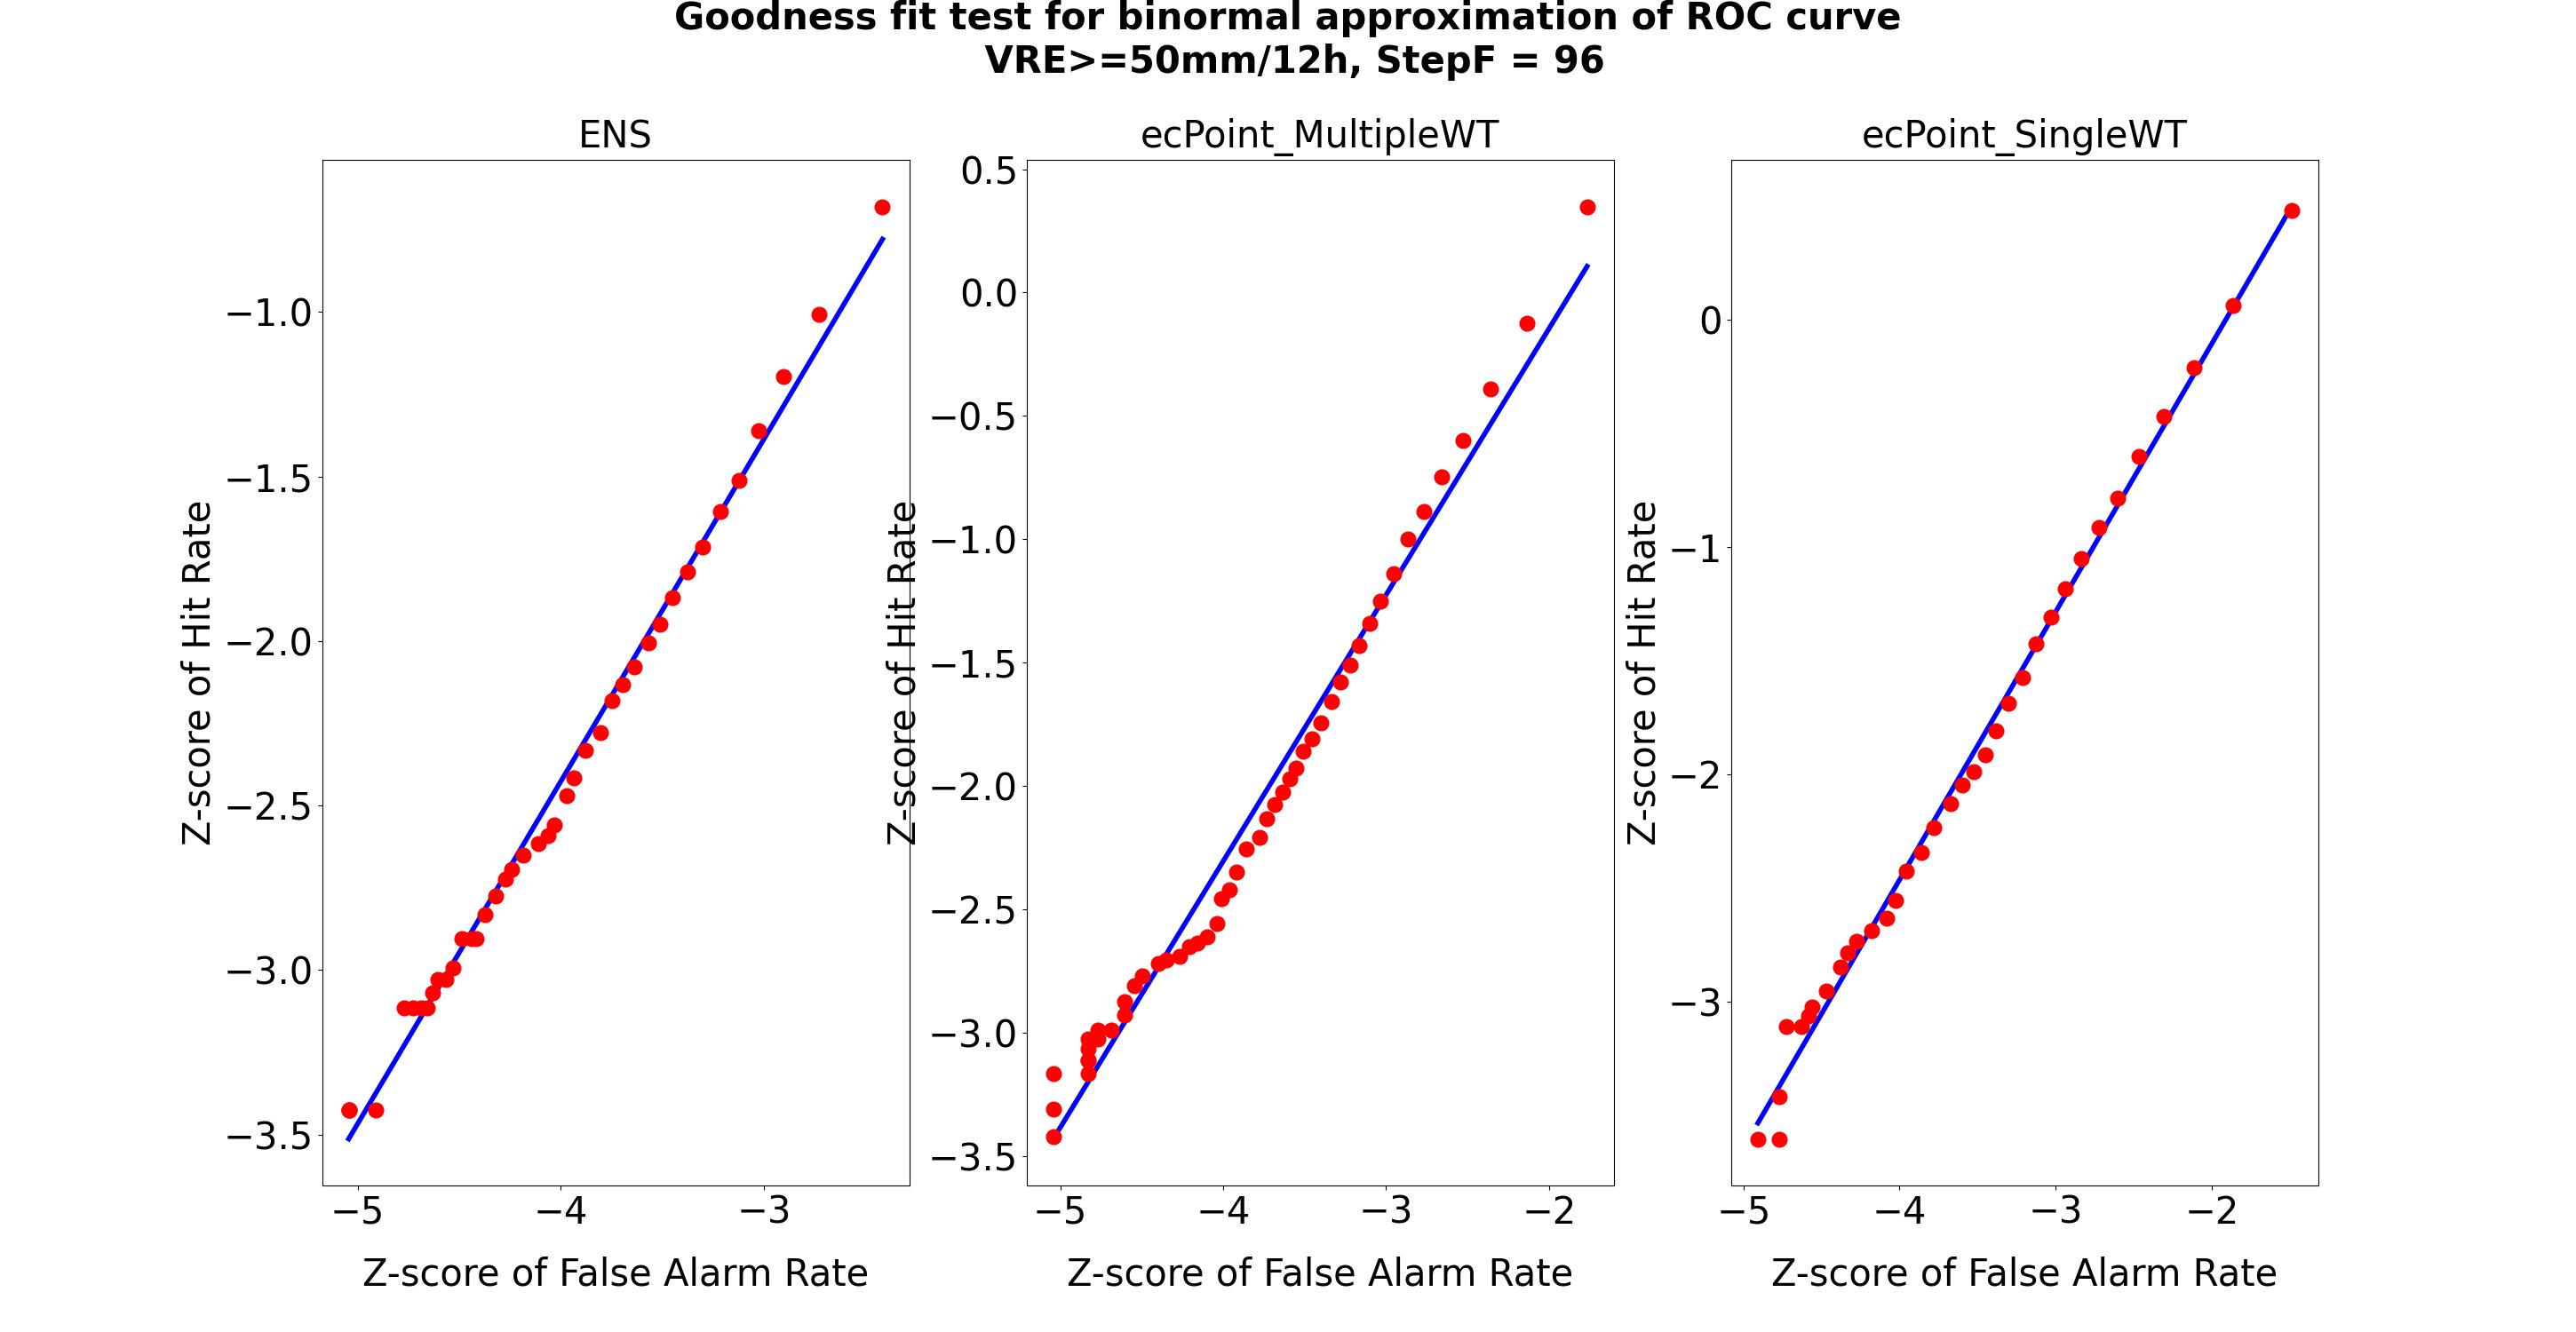 Goodness fit test for binormal approximation of ROC curve
VRE>=50mm/12h, StepF = 96
ENS
−1.0
−1.5
−2.0
−2.5
−3.0
−3.5
Z-score of Hit Rate
−5
−4
−3
Z-score of False Alarm Rate
ecPoint_MultipleWT
0.5
0.0
−0.5
−1.0
−1.5
−2.0
−2.5
−3.0
−3.5
Z-score of Hit Rate
−5
−4
−3
−2
Z-score of False Alarm Rate
ecPoint_SingleWT
0
−1
−2
−3
Z-score of Hit Rate
−5
−4
−3
−2
Z-score of False Alarm Rate